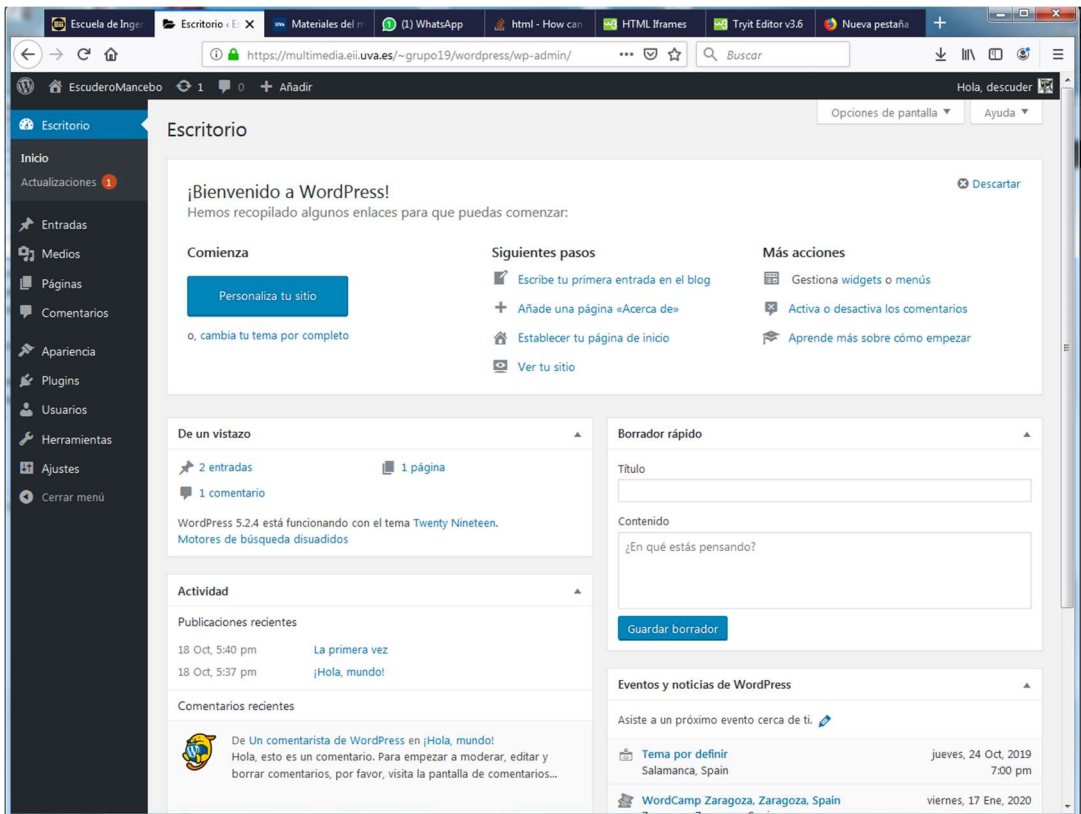 Escuela de Inger
Escritorio ‹ Es
Materiales del m
(1) WhatsApp
html - How can
HTML Iframes
Tryit Editor v3.6
Nueva pestaña
https://multimedia.eii.uva.es/~grupo19/wordpress/wp-admin/
Buscar
EscuderoMancebo
1
0
Añadir
Hola, descuder
Opciones de pantalla
Ayuda
Escritorio
Inicio
Actualizaciones 1
Entradas
Medios
Páginas
Comentarios
Apariencia
Plugins
Usuarios
Herramientas
Ajustes
Cerrar menú
Escritorio
¡Bienvenido a WordPress!
Descartar
Hemos recopilado algunos enlaces para que puedas comenzar:
Comienza
Personaliza tu sitio
o, cambia tu tema por completo
Siguientes pasos
Escribe tu primera entrada en el blog
Añade una página «Acerca de»
Establecer tu página de inicio
Ver tu sitio
Más acciones
Gestiona widgets o menús
Activa o desactiva los comentarios
Aprende más sobre cómo empezar
De un vistazo
2 entradas
1 página
1 comentario
WordPress 5.2.4 está funcionando con el tema Twenty Nineteen.
Motores de búsqueda disuadidos
Actividad
Publicaciones recientes
18 Oct, 5:40 pm La primera vez
18 Oct, 5:37 pm ¡Hola, mundo!
Comentarios recientes
De Un comentarista de WordPress en ¡Hola, mundo!
Hola, esto es un comentario. Para empezar a moderar, editar y
borrar comentarios, por favor, visita la pantalla de comentarios...
Borrador rápido
Título
Contenido
¿En qué estás pensando?
Guardar borrador
Eventos y noticias de WordPress
Asiste a un próximo evento cerca de ti.
Tema por definir jueves, 24 Oct, 2019
Salamanca, Spain 7:00 pm
WordCamp Zaragoza, Zaragoza, Spain viernes, 17 Ene, 2020